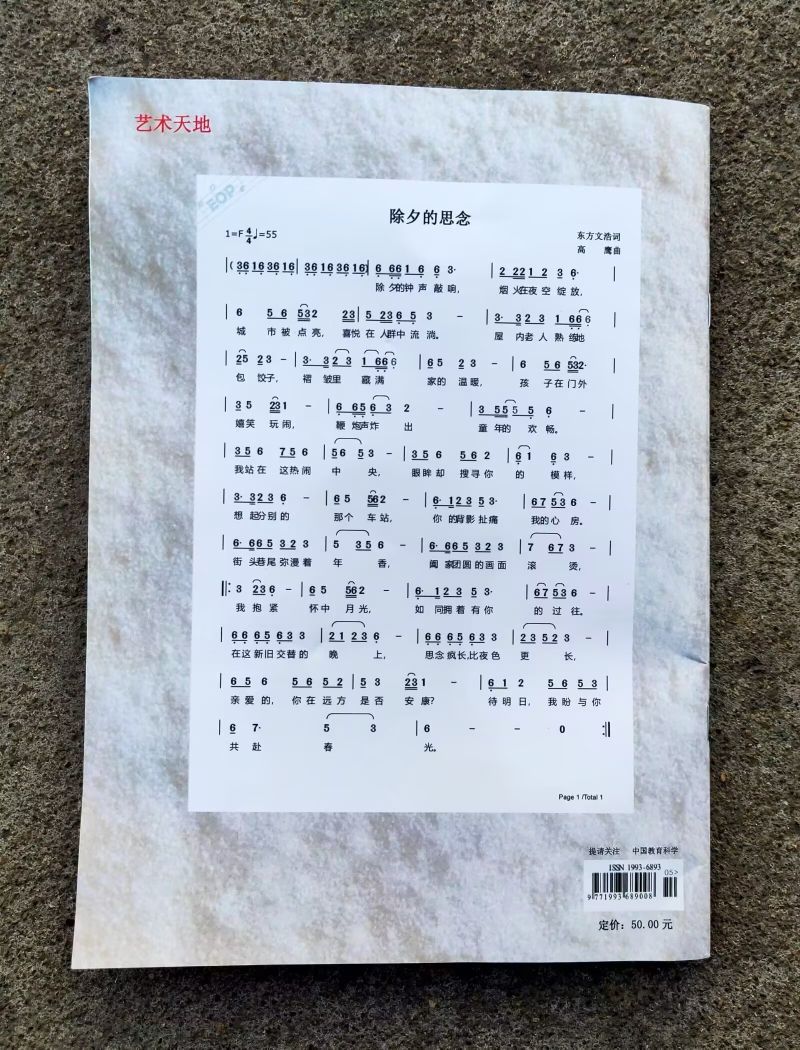 艺术天地
EOP
除夕的思念
1=F 4/4 ♩=55
东方文浩词
高 鹰曲
除夕的钟声敲响， 烟火在夜空绽放，
城 市被点亮， 喜悦在人群中流淌。 屋 内老人熟练地
包 饺子， 褶 皱里 藏满 家的 温暖， 孩 子在门外
嬉笑 玩闹， 鞭 炮声炸 出 童年的 欢 畅。
我站在 这热闹 中 央， 眼眸却 搜寻你 的 模样，
想 起分别的 那个 车站， 你 的背影扯痛 我的心 房。
街 头巷尾弥漫着 年 香， 阖 家团圆的画面 滚 烫，
我 抱 紧 怀中 月光， 如 同拥着有你 的 过往。
在这新旧交替的 晚 上， 思念疯长，比夜色 更 长，
亲爱的， 你在远方 是否 安康？ 待明日， 我盼与你
共 赴 春 光。
Page 1 /Total 1
提请关注 中国教育科学
ISSN 1993-6893
05>
9 771993 689008
定价：50.00 元